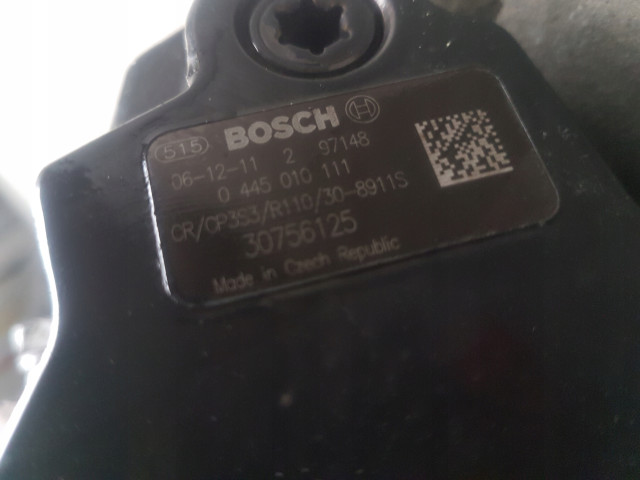 515 BOSCH
06-12-11 2 97148
0 445 010 111
CR/CP3S3/R110/30-8911S
30756125
Made in Czech Republic